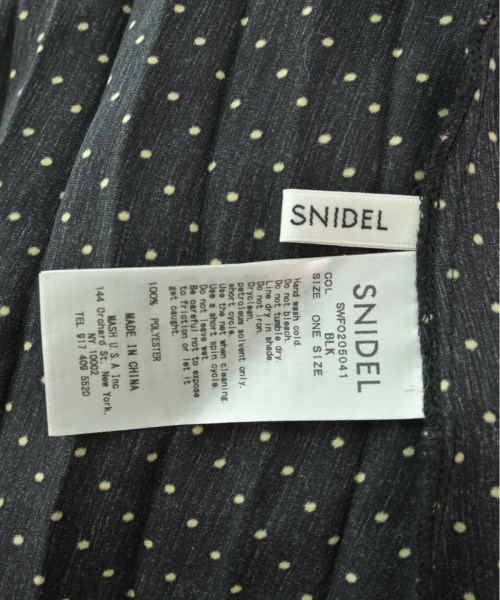 SNIDEL
SNIDEL
SWF0205041
COL BLK
SIZE ONE SIZE
Hand wash cold.
Do not bleach.
Do not tumble dry.
Line dry in shade.
Do not iron.
Dryclean,
petroleum solvent only.
short cycle.
Use the net when cleaning.
Use a short spin cycle.
Do not leave wet.
Be careful not to expose
to friction or let it
get caught.
100% POLYESTER
MADE IN CHINA
MASH U S A Inc
144 Orchard St. New York.
NY 10002
TEL 917 409 5520